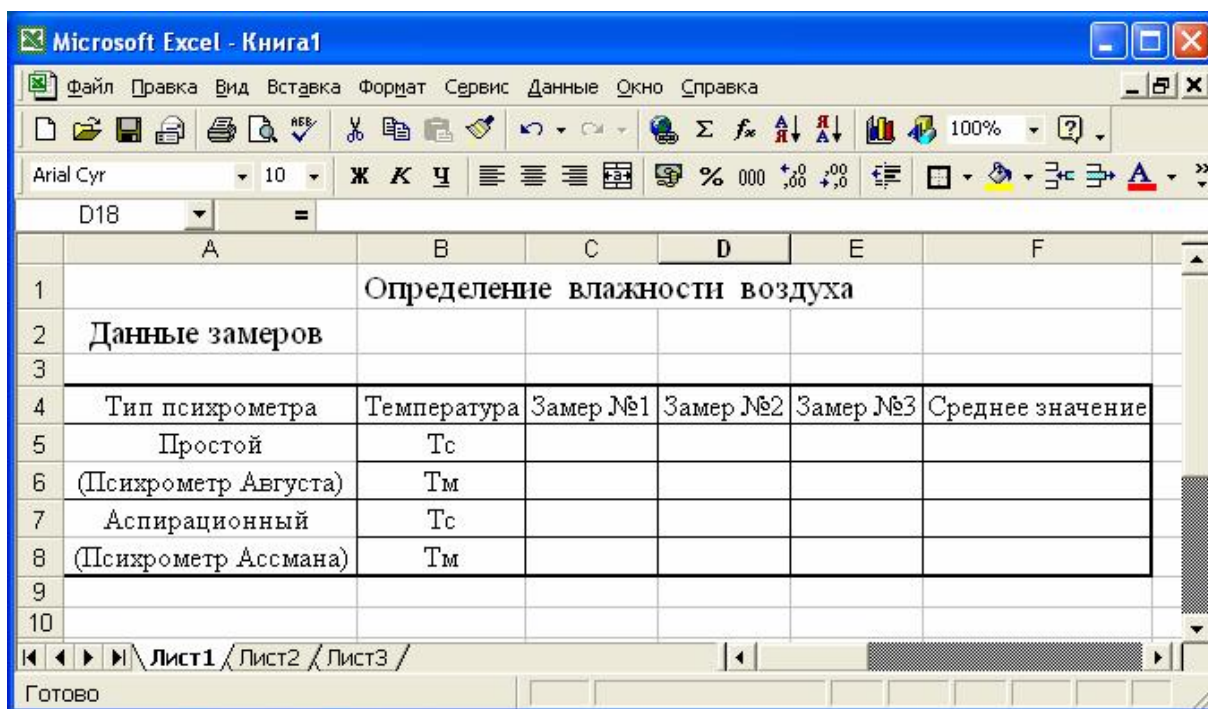 Microsoft Excel - Книга1
Файл Правка Вид Вставка Формат Сервис Данные Окно Справка
100%
Arial Cyr 10 Ж К Ч % 000
D18 =
A B C D E F
1 Определение влажности воздуха
2 Данные замеров
3
4 Тип психрометра Температура Замер №1 Замер №2 Замер №3 Среднее значение
5 Простой Тс
6 (Психрометр Августа) Тм
7 Аспирационный Тс
8 (Психрометр Ассмана) Тм
9
10
Лист1 Лист2 Лист3
Готово